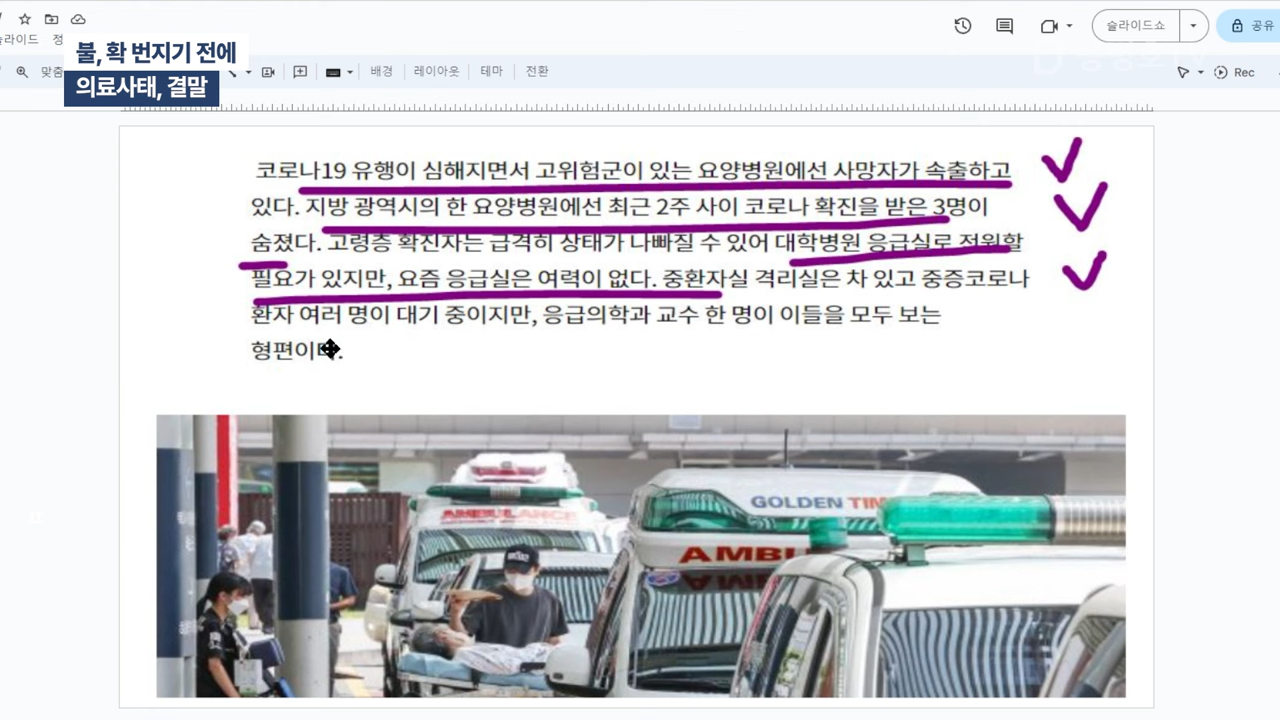 불, 확 번지기 전에
의료사태, 결말
슬라이드쇼
공유
맞춤
배경
레이아웃
테마
전환
Rec
코로나19 유행이 심해지면서 고위험군이 있는 요양병원에선 사망자가 속출하고
있다. 지방 광역시의 한 요양병원에선 최근 2주 사이 코로나 확진을 받은 3명이
숨졌다. 고령층 확진자는 급격히 상태가 나빠질 수 있어 대학병원 응급실로 전원할
필요가 있지만, 요즘 응급실은 여력이 없다. 중환자실 격리실은 차 있고 중증코로나
환자 여러 명이 대기 중이지만, 응급의학과 교수 한 명이 이들을 모두 보는
형편이다.
AMBULANCE
GOLDEN TIM
AMBU